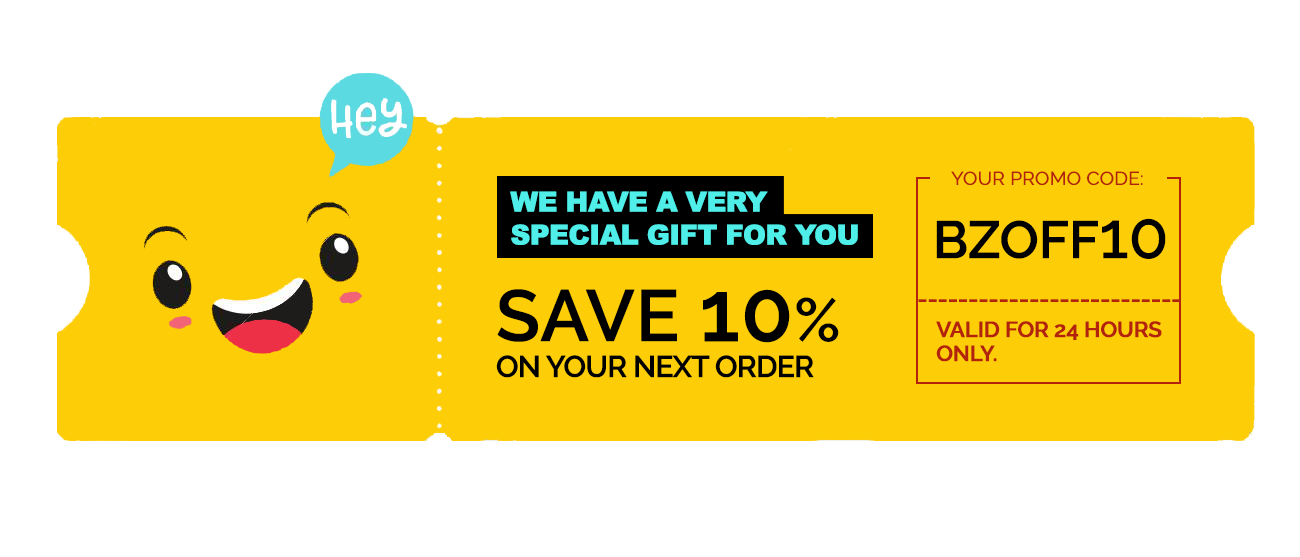 Hey
WE HAVE A VERY
SPECIAL GIFT FOR YOU
SAVE 10%
ON YOUR NEXT ORDER
YOUR PROMO CODE:
BZOFF10
VALID FOR 24 HOURS
ONLY.